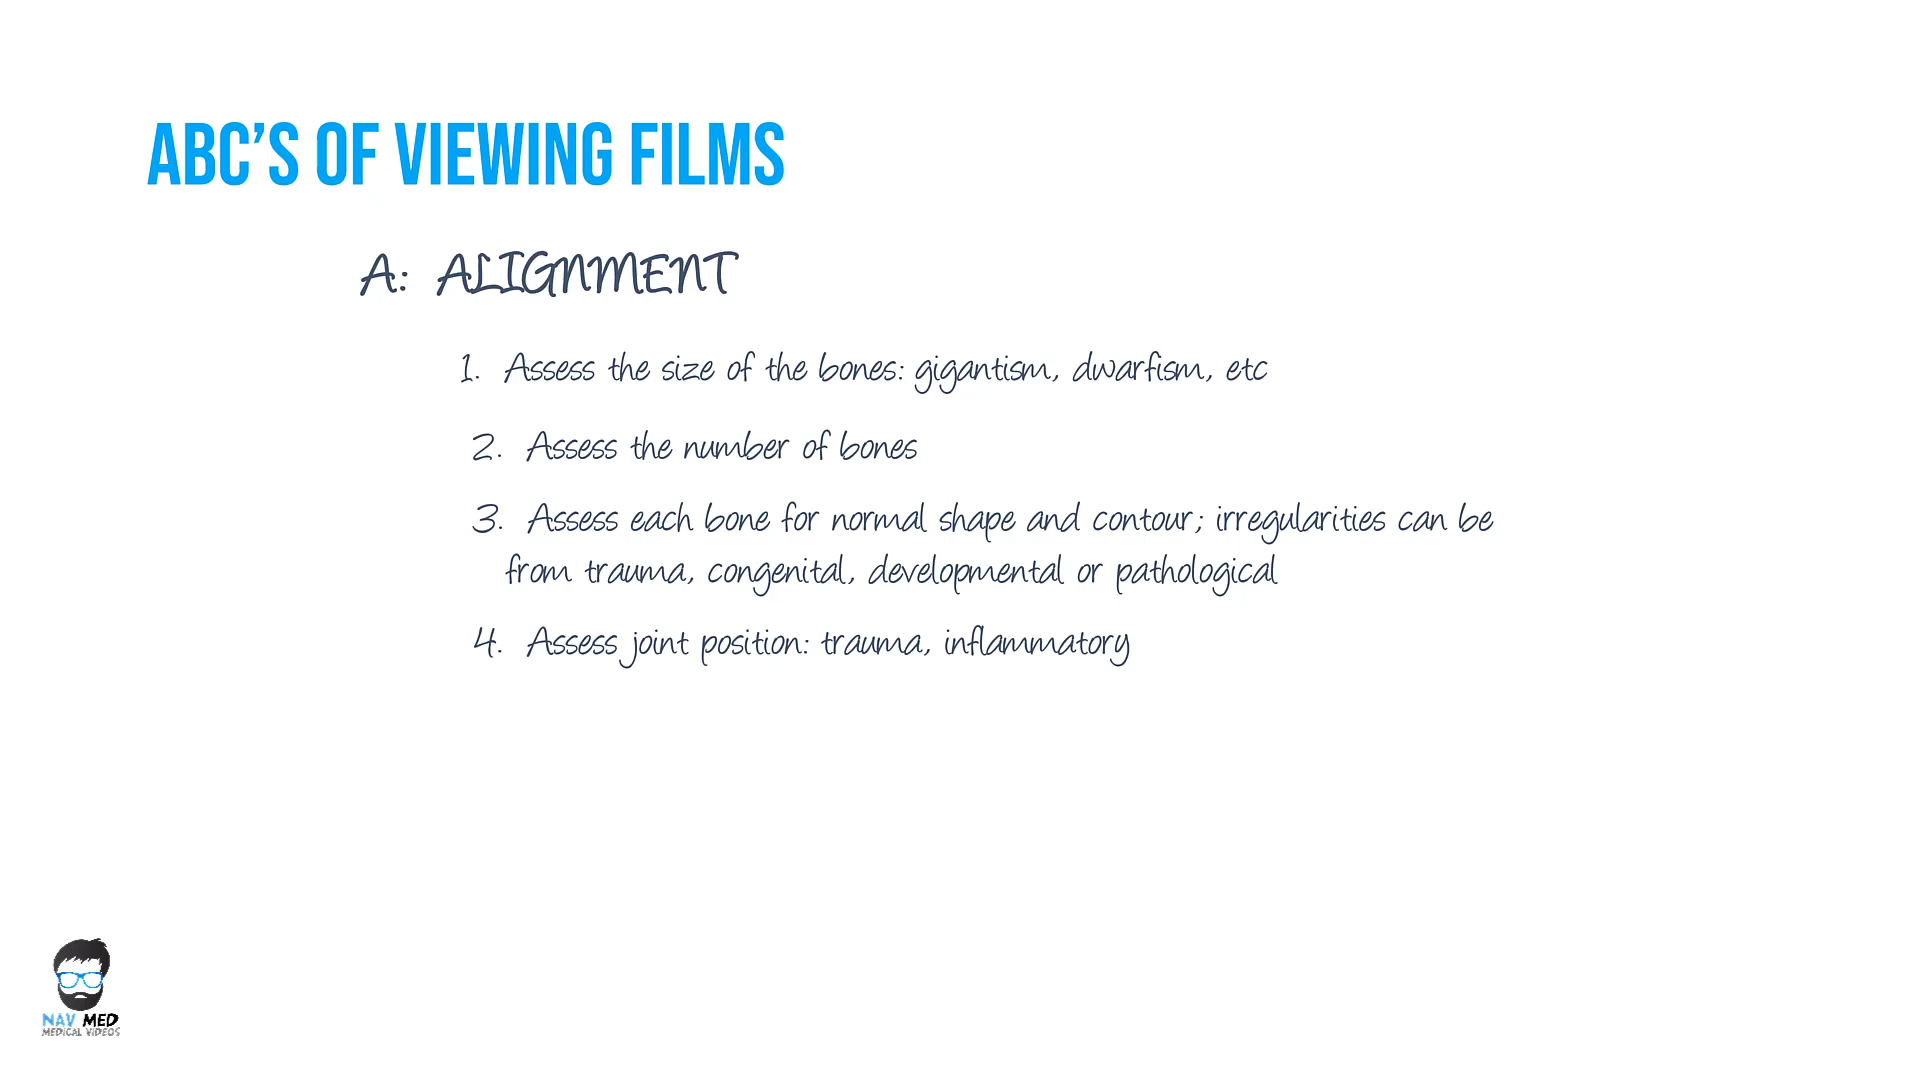 ABC’S OF VIEWING FILMS
A: ALIGNMENT
1. Assess the size of the bones: gigantism, dwarfism, etc
2. Assess the number of bones
3. Assess each bone for normal shape and contour; irregularities can be
from trauma, congenital, developmental or pathological
4. Assess joint position: trauma, inflammatory
NAV MED
MEDICAL VIDEOS